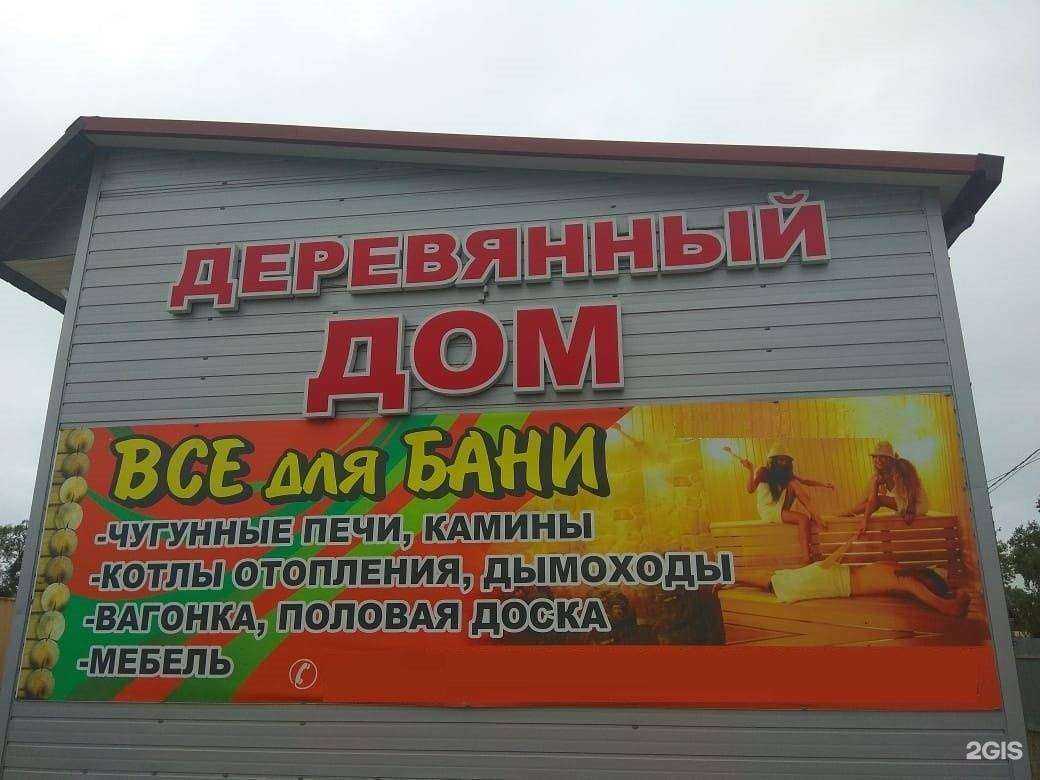 ДЕРЕВЯННЫЙ
ДОМ
ВСЕ для БАНИ
-ЧУГУННЫЕ ПЕЧИ, КАМИНЫ
-КОТЛЫ ОТОПЛЕНИЯ, ДЫМОХОДЫ
-ВАГОНКА, ПОЛОВАЯ ДОСКА
-МЕБЕЛЬ
2GIS